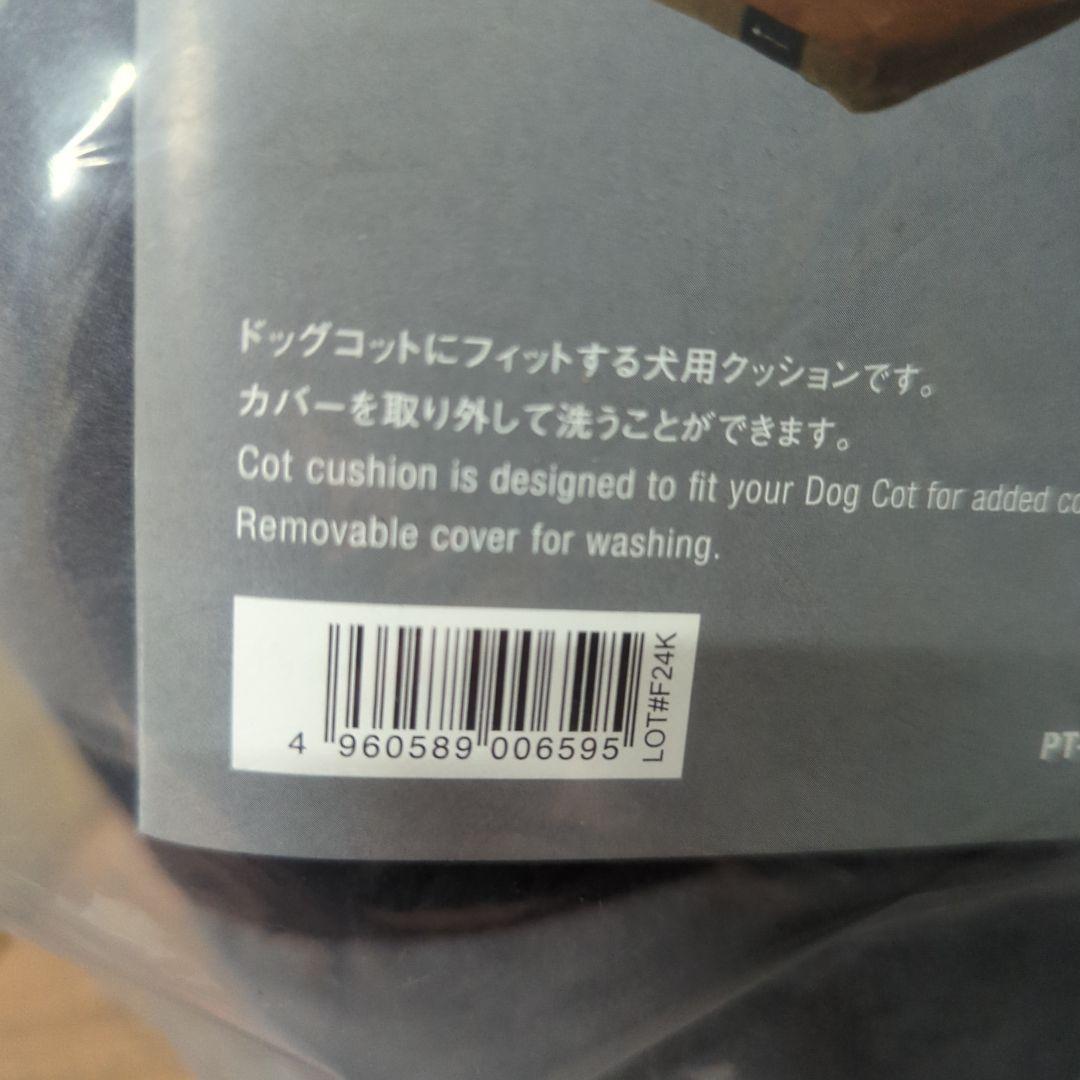 ドッグコットにフィットする犬用クッションです。
カバーを取り外して洗うことができます。
Cot cushion is designed to fit your Dog Cot for added
Removable cover for washing.
LOT#F24K
4 960589 006595
PT-